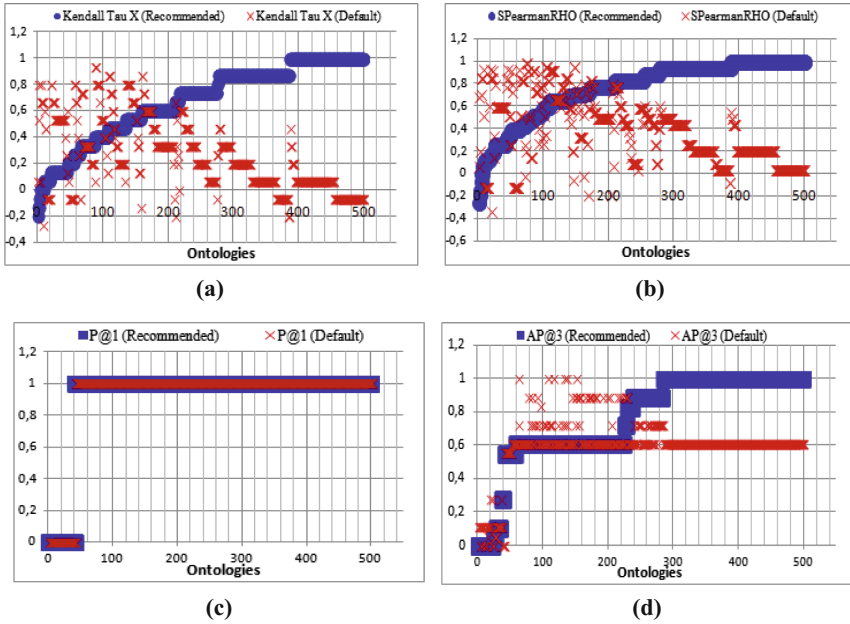 Kendall Tau X (Recommended) Kendall Tau X (Default)
1,2
1
0,8
0,6
0,4
0,2
0
-0,2
-0,4
0 100 200 300 400 500
Ontologies
(a)
SPearmanRHO (Recommended) SPearmanRHO (Default)
1,2
1
0,8
0,6
0,4
0,2
0
-0,2
-0,4
-0,6
0 100 200 300 400 500
Ontologies
(b)
P@1 (Recommended) P@1 (Default)
1,2
1
0,8
0,6
0,4
0,2
0
0 100 200 300 400 500
Ontologies
(c)
AP@3 (Recommended) AP@3 (Default)
1,2
1
0,8
0,6
0,4
0,2
0
0 100 200 300 400 500
Ontologies
(d)